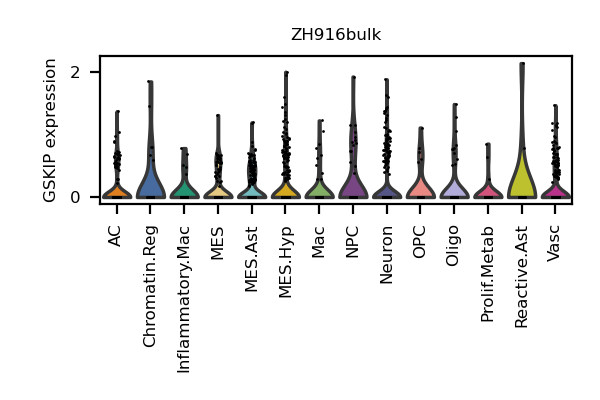 ZH916bulk
GSKIP expression
2
0
AC
Chromatin.Reg
Inflammatory.Mac
MES
MES.Ast
MES.Hyp
Mac
NPC
Neuron
OPC
Oligo
Prolif.Metab
Reactive.Ast
Vasc